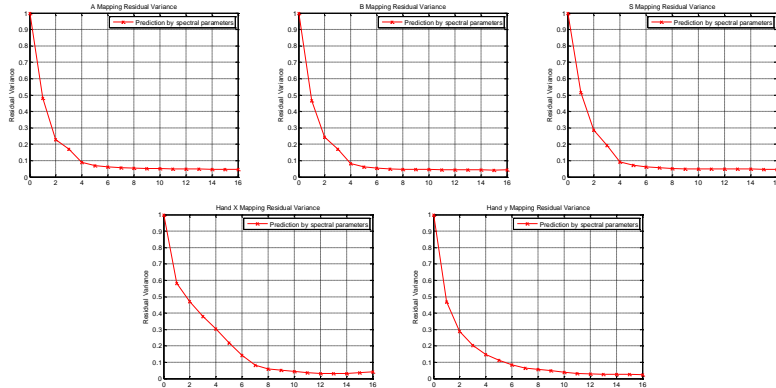 A Mapping Residual Variance
Prediction by spectral parameters
Residual Variance
1
0.9
0.8
0.7
0.6
0.5
0.4
0.3
0.2
0.1
0
0 2 4 6 8 10 12 14 16
B Mapping Residual Variance
Prediction by spectral parameters
Residual Variance
1
0.9
0.8
0.7
0.6
0.5
0.4
0.3
0.2
0.1
0
0 2 4 6 8 10 12 14 16
S Mapping Residual Variance
Prediction by spectral parameters
Residual Variance
1
0.9
0.8
0.7
0.6
0.5
0.4
0.3
0.2
0.1
0
0 2 4 6 8 10 12 14 16
Hand X Mapping Residual Variance
Prediction by spectral parameters
Residual Variance
1
0.9
0.8
0.7
0.6
0.5
0.4
0.3
0.2
0.1
0
0 2 4 6 8 10 12 14 16
Hand y Mapping Residual Variance
Prediction by spectral parameters
Residual Variance
1
0.9
0.8
0.7
0.6
0.5
0.4
0.3
0.2
0.1
0
0 2 4 6 8 10 12 14 16